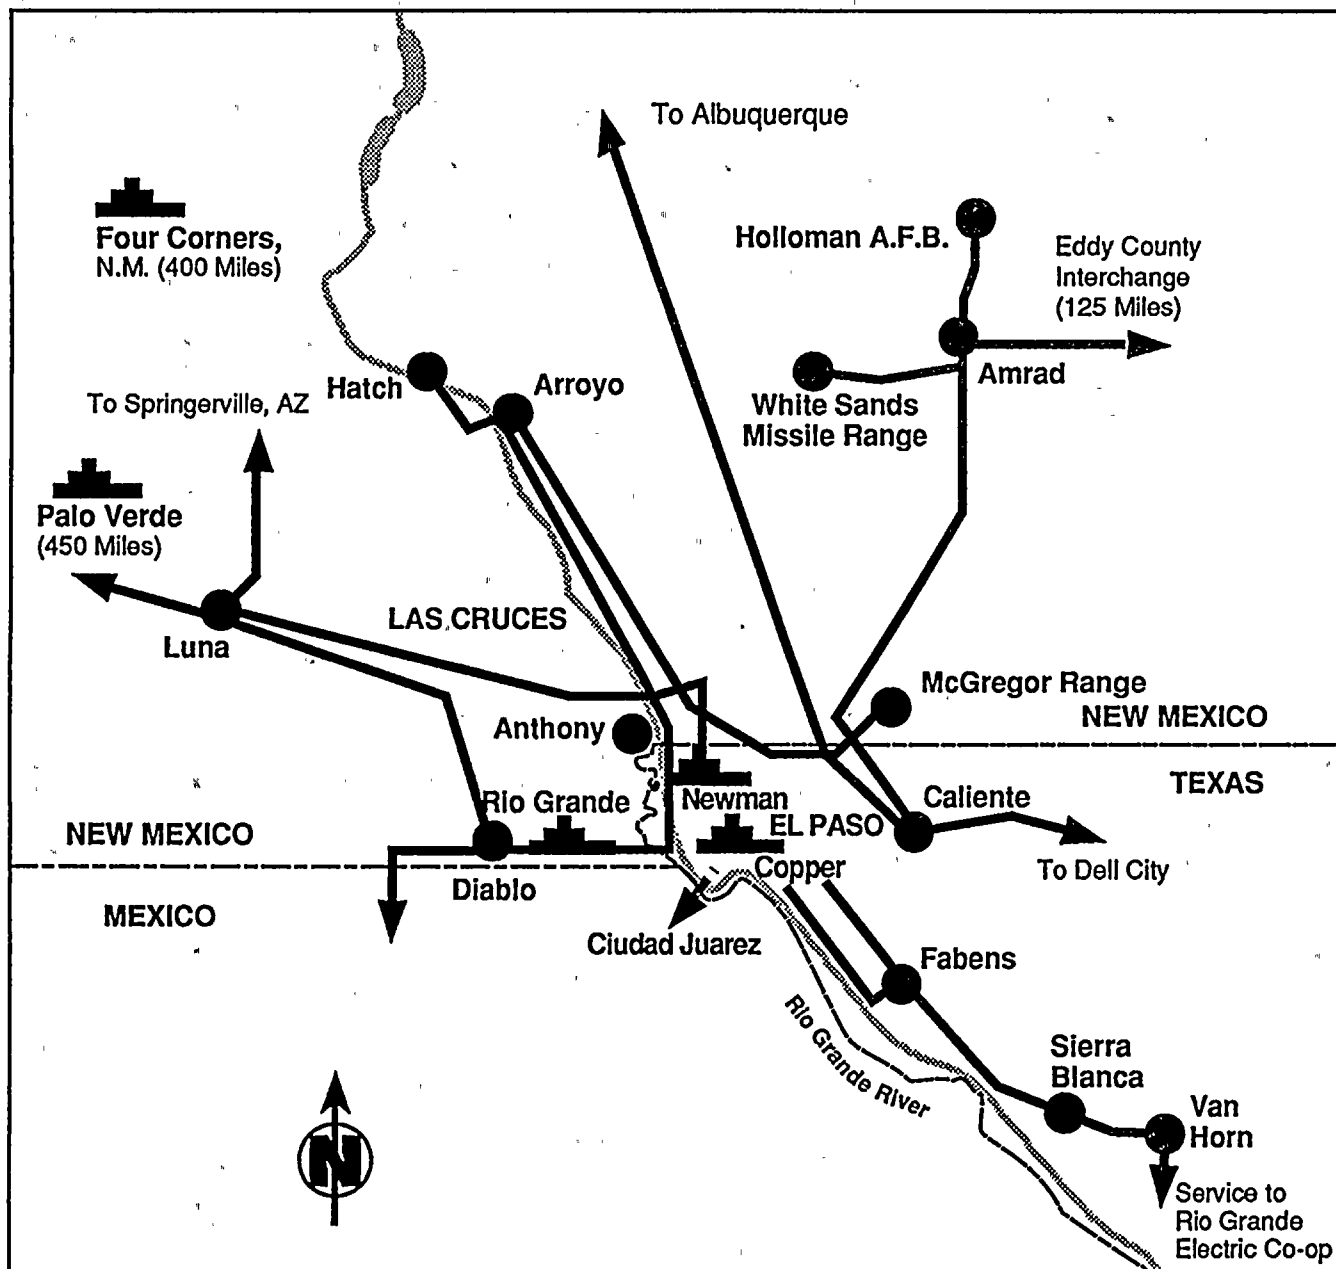 To Albuquerque
Four Corners,
N.M. (400 Miles)
Holloman A.F.B.
Eddy County
Interchange
(125 Miles)
Hatch
Arroyo
Amrad
To Springerville, AZ
White Sands
Missile Range
Palo Verde
(450 Miles)
LAS CRUCES
Luna
McGregor Range
Anthony
NEW MEXICO
TEXAS
Rio Grande
Newman
Caliente
EL PASO
NEW MEXICO
Copper
To Dell City
Diablo
MEXICO
Ciudad Juarez
Fabens
Rio Grande River
Sierra
Blanca
Van
Horn
N
Service to
Rio Grande
Electric Co-op